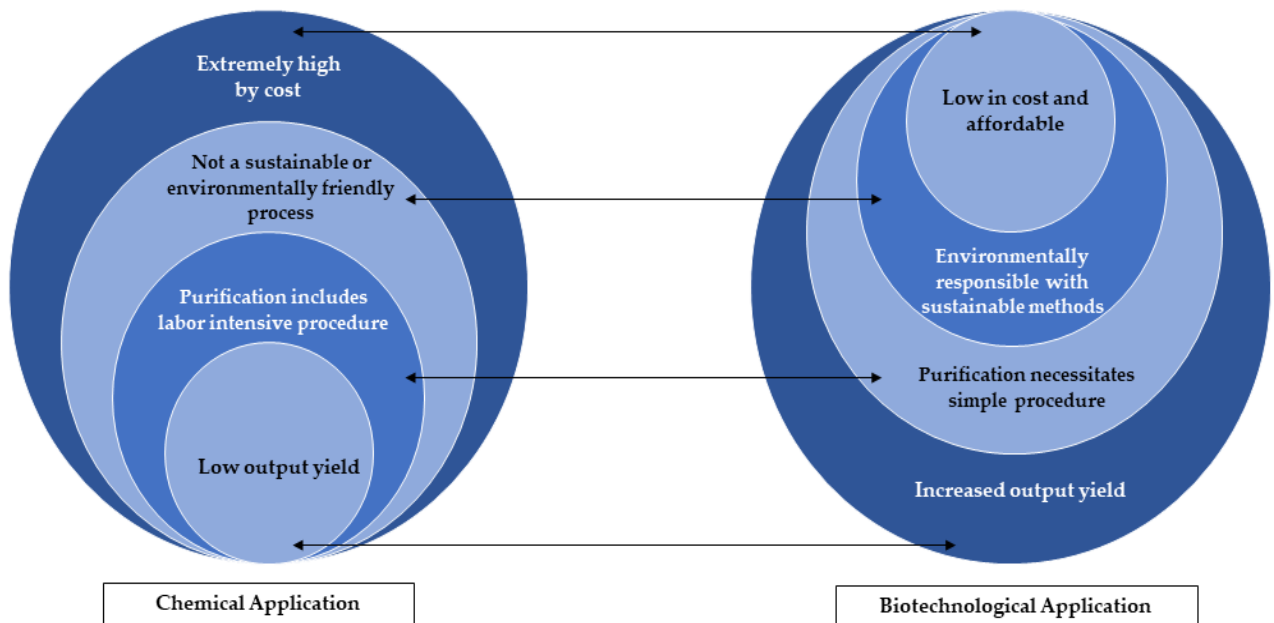 Extremely high
by cost
Not a sustainable or
environmentally friendly
process
Purification includes
labor intensive procedure
Low output yield
Chemical Application
Low in cost and
affordable
Environmentally
responsible with
sustainable methods
Purification necessitates
simple procedure
Increased output yield
Biotechnological Application